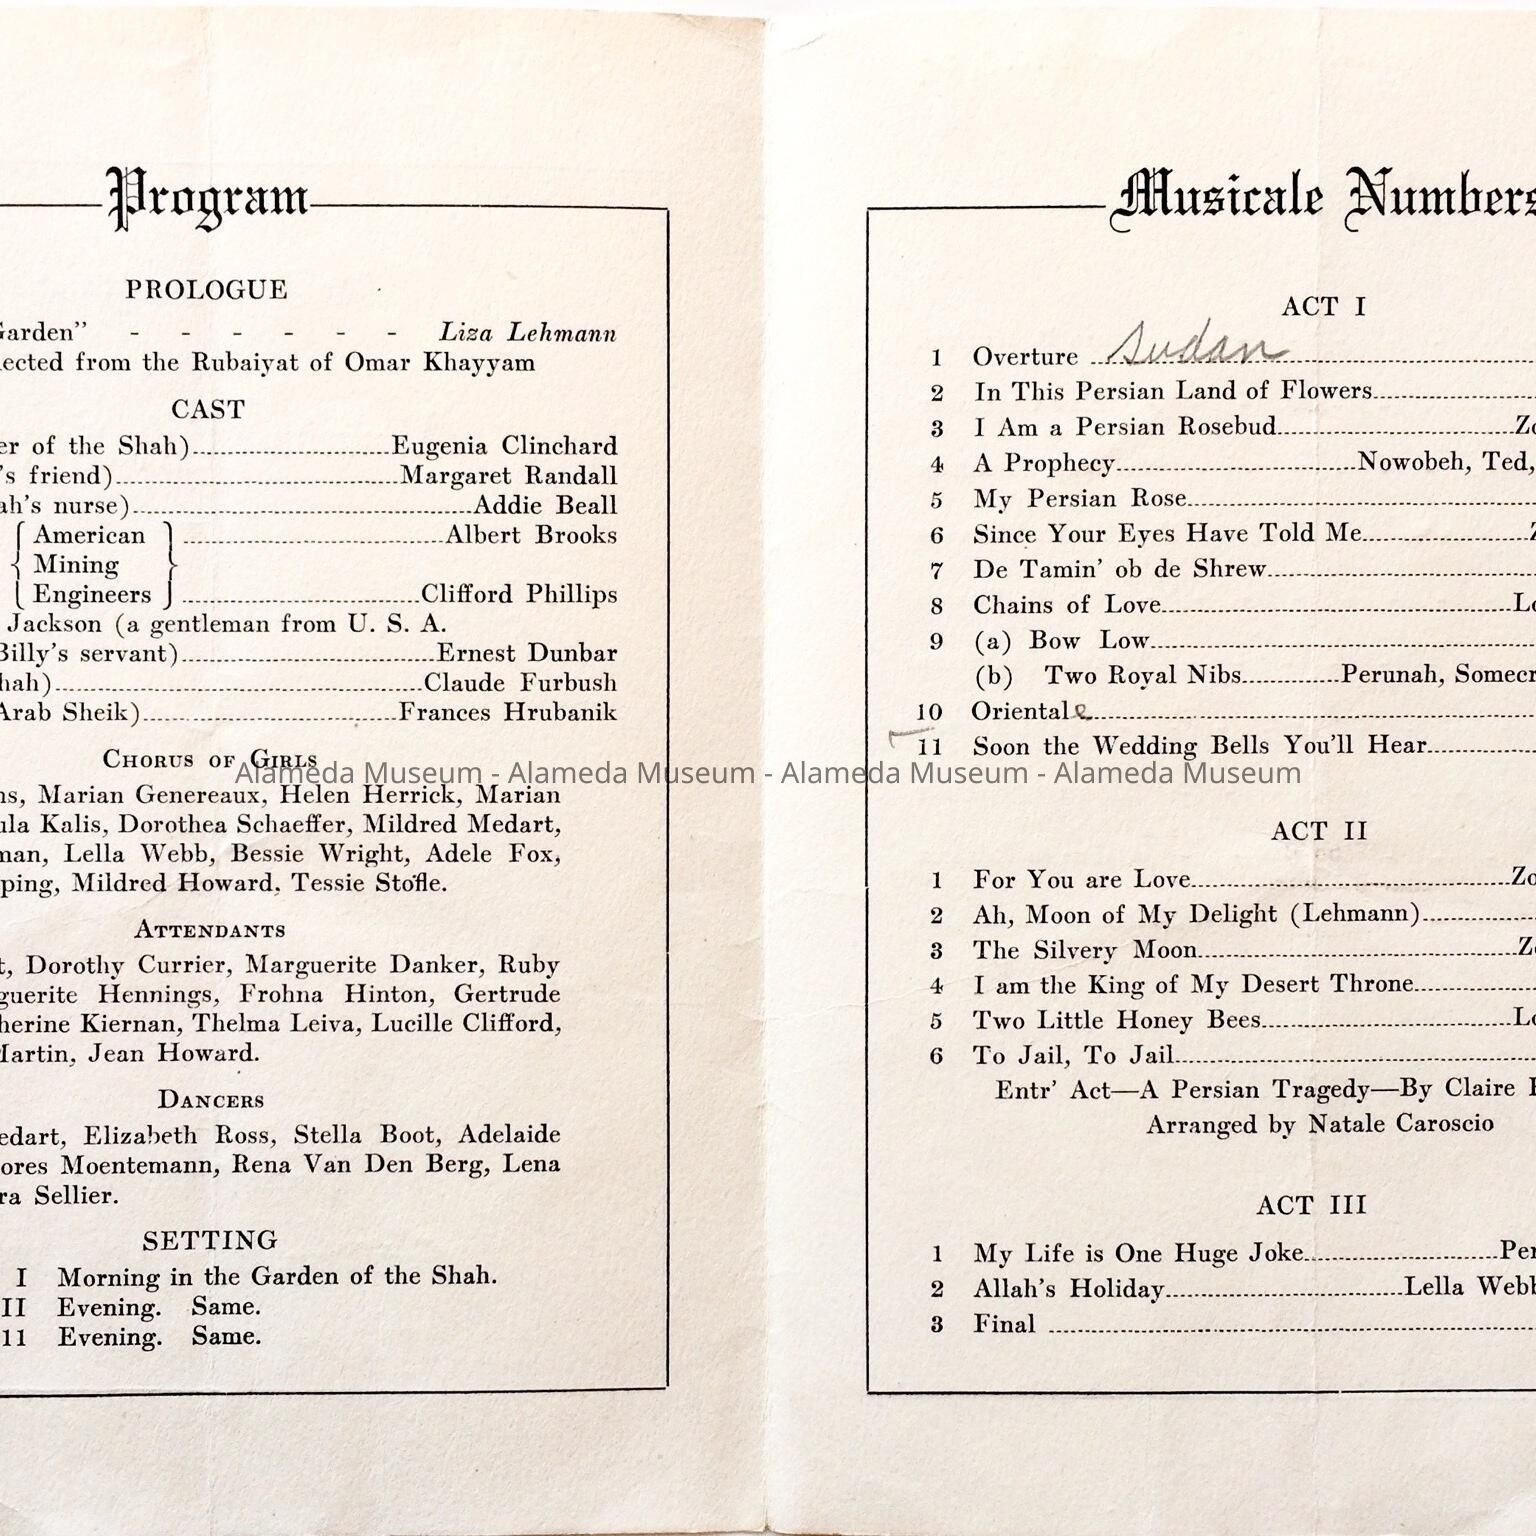 Program
PROLOGUE
Garden" - - - - - - Liza Lehmann
lected from the Rubaiyat of Omar Khayyam
CAST
er of the Shah)....................Eugenia Clinchard
's friend)....................Margaret Randall
ah's nurse)....................Addie Beall
{ American } ....................Albert Brooks
{ Mining }
{ Engineers } ....................Clifford Phillips
Jackson (a gentleman from U. S. A.
Billy's servant)....................Ernest Dunbar
hah)....................Claude Furbush
Arab Sheik)....................Frances Hrubanik
CHORUS OF GIRLS
ns, Marian Genereaux, Helen Herrick, Marian
ula Kalis, Dorothea Schaeffer, Mildred Medart,
man, Lella Webb, Bessie Wright, Adele Fox,
ping, Mildred Howard, Tessie Stofle.
ATTENDANTS
t, Dorothy Currier, Marguerite Danker, Ruby
guerite Hennings, Frohna Hinton, Gertrude
herine Kiernan, Thelma Leiva, Lucille Clifford,
Martin, Jean Howard.
DANCERS
edart, Elizabeth Ross, Stella Boot, Adelaide
ores Moentemann, Rena Van Den Berg, Lena
ra Sellier.
SETTING
I Morning in the Garden of the Shah.
II Evening. Same.
11 Evening. Same.
Musicale Numbers
ACT I
1 Overture ....Sudan....................
2 In This Persian Land of Flowers....................
3 I Am a Persian Rosebud....................Zo
4 A Prophecy....................Nowobeh, Ted,
5 My Persian Rose....................
6 Since Your Eyes Have Told Me....................Z
7 De Tamin' ob de Shrew....................
8 Chains of Love....................Lo
9 (a) Bow Low....................
(b) Two Royal Nibs............Perunah, Somecr
10 Orientale....................
11 Soon the Wedding Bells You'll Hear....................
ACT II
1 For You are Love....................Zo
2 Ah, Moon of My Delight (Lehmann)....................
3 The Silvery Moon....................Zo
4 I am the King of My Desert Throne....................
5 Two Little Honey Bees....................Lo
6 To Jail, To Jail....................
Entr' Act—A Persian Tragedy—By Claire
Arranged by Natale Caroscio
ACT III
1 My Life is One Huge Joke....................Per
2 Allah's Holiday....................Lella Webb
3 Final ....................
Alameda Museum - Alameda Museum - Alameda Museum - Alameda Museum